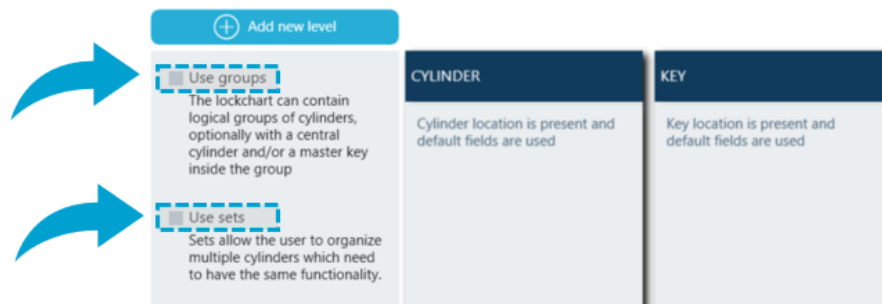 Add new level
Use groups
The lockchart can contain
logical groups of cylinders,
optionally with a central
cylinder and/or a master key
inside the group
Use sets
Sets allow the user to organize
multiple cylinders which need
to have the same functionality.
CYLINDER
Cylinder location is present and
default fields are used
KEY
Key location is present and
default fields are used